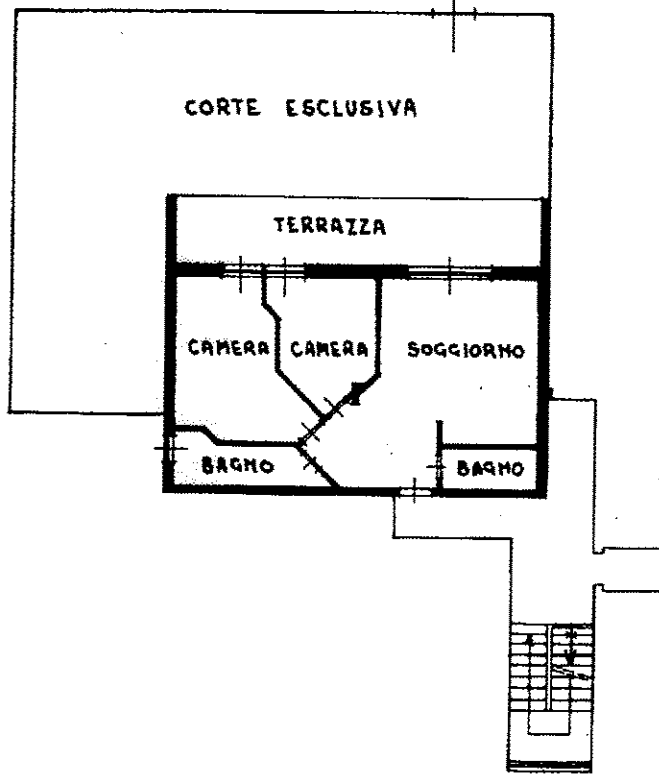 CORTE ESCLUSIVA
TERRAZZA
CAMERA
CAMERA
SOGGIORNO
BAGNO
BAGNO